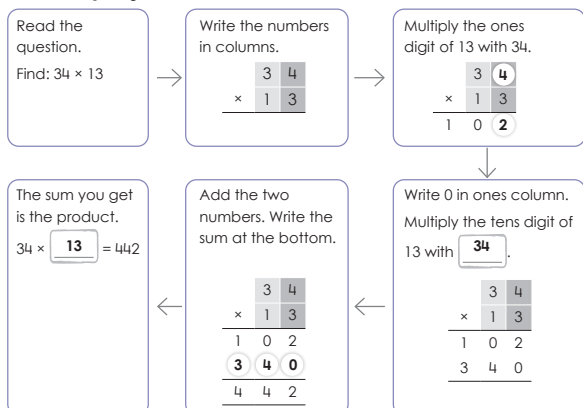 Read the
question.
Find: 34 × 13
Write the numbers
in columns.
3 4
× 1 3
Multiply the ones
digit of 13 with 34.
3 4
× 1 3
1 0 2
Write 0 in ones column.
Multiply the tens digit of
13 with 34.
3 4
× 1 3
1 0 2
3 4 0
Add the two
numbers. Write the
sum at the bottom.
3 4
× 1 3
1 0 2
3 4 0
4 4 2
The sum you get
is the product.
34 × 13 = 442